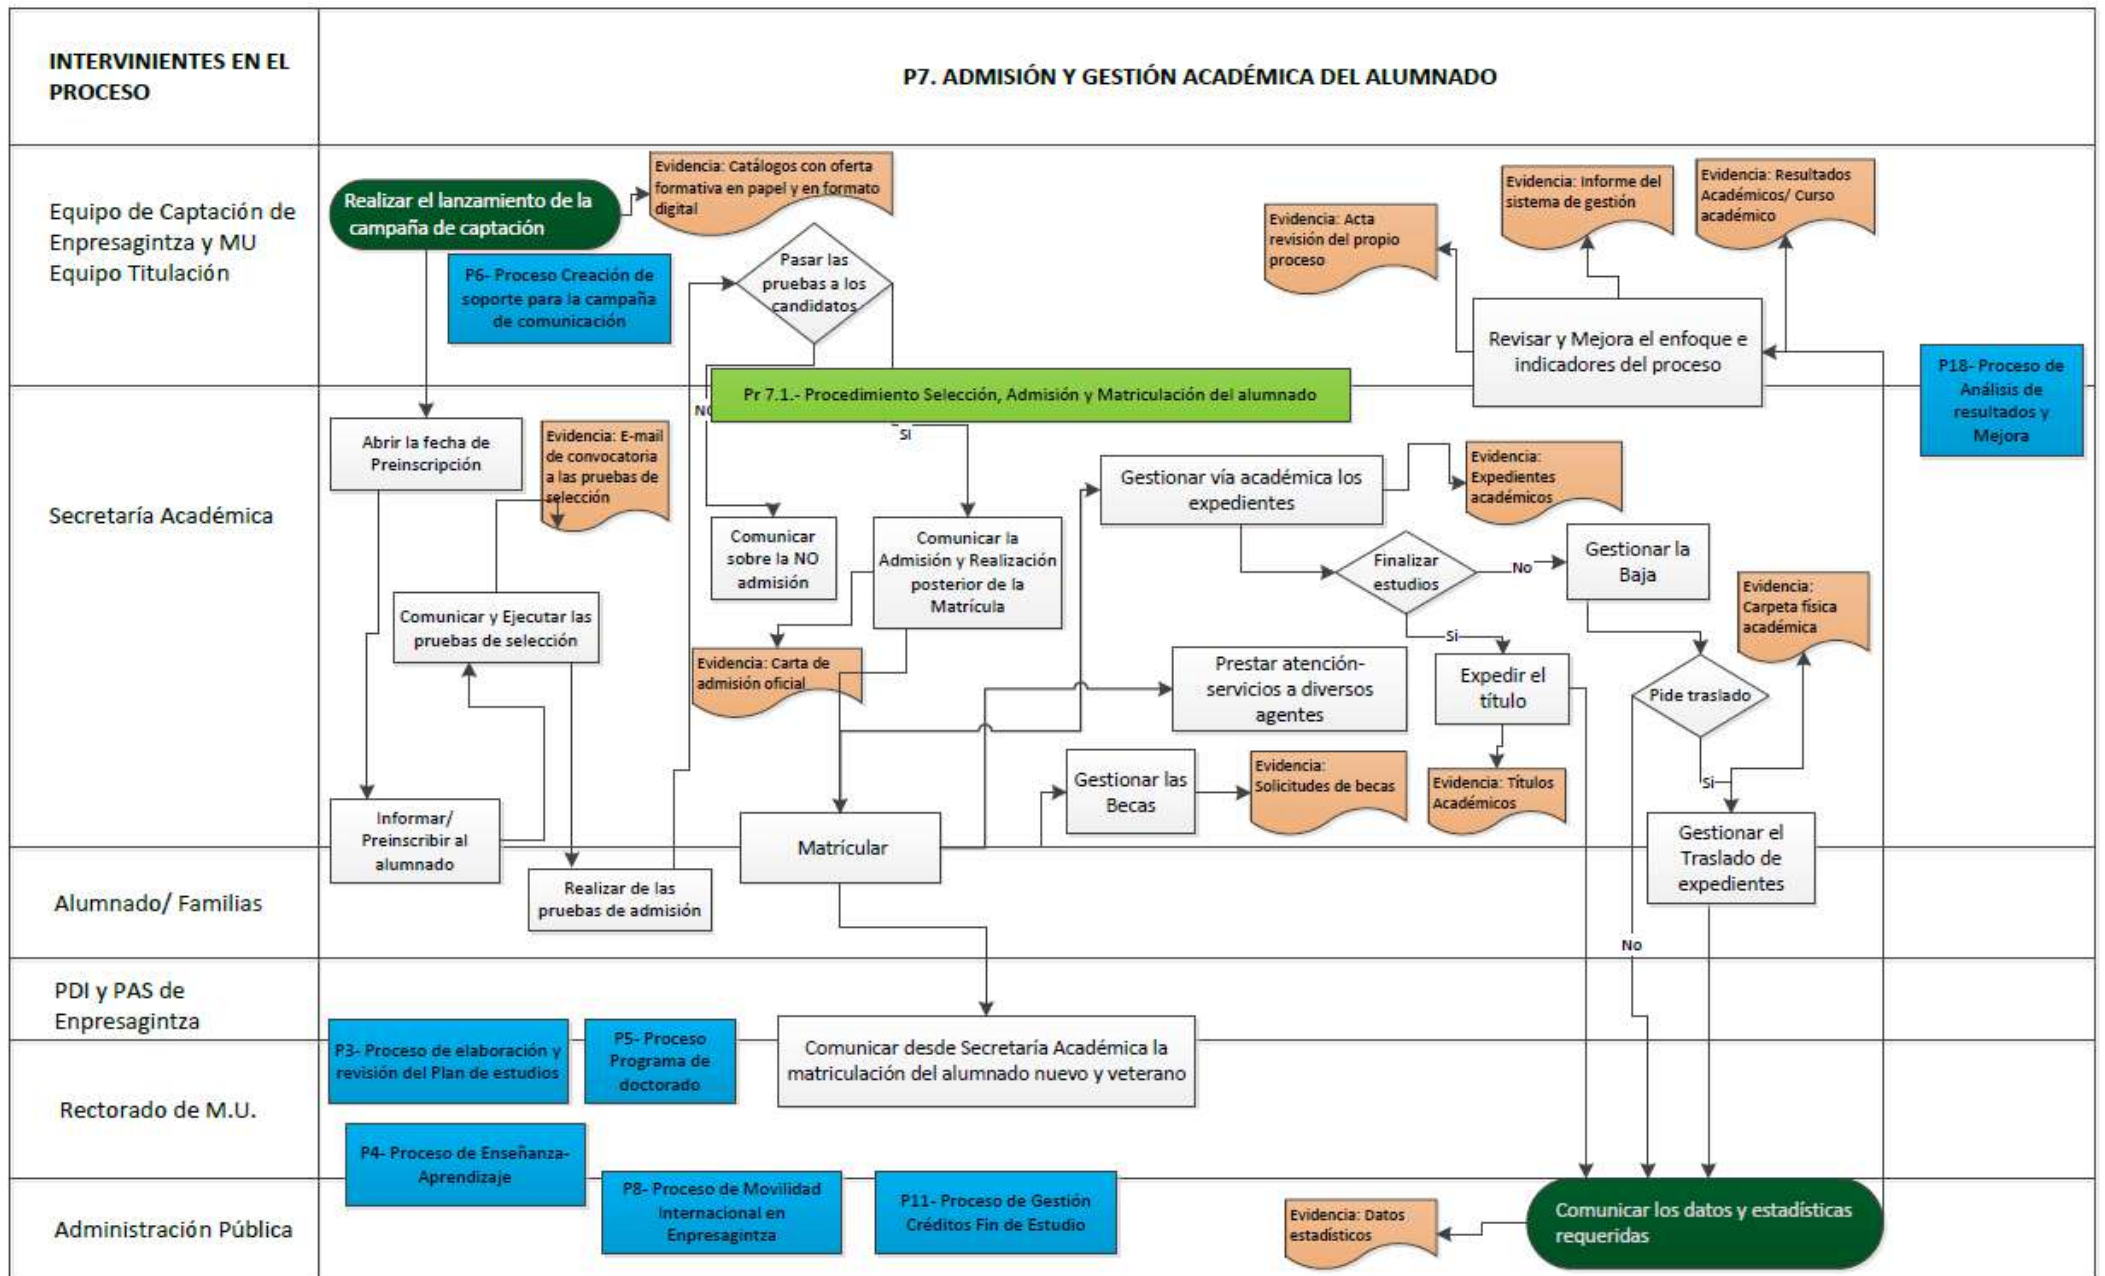 INTERVINIENTES EN EL
PROCESO
P7. ADMISIÓN Y GESTIÓN ACADÉMICA DEL ALUMNADO
Equipo de Captación de
Enpresagintza y MU
Equipo Titulación
Realizar el lanzamiento de la
campaña de captación
Evidencia: Catálogos con oferta
formativa en papel y en formato
digital
P6- Proceso Creación de
soporte para la campaña
de comunicación
Pasar las
pruebas a los
candidatos
Evidencia: Acta
revisión del propio
proceso
Evidencia: Informe del
sistema de gestión
Evidencia: Resultados
Académicos/ Curso
académico
Revisar y Mejora el enfoque e
indicadores del proceso
P18- Proceso de
Análisis de
resultados y
Mejora
Pr 7.1.- Procedimiento Selección, Admisión y Matriculación del alumnado
NO
Si
Secretaría Académica
Abrir la fecha de
Preinscripción
Evidencia: E-mail
de convocatoria
a las pruebas de
selección
Comunicar y Ejecutar las
pruebas de selección
Informar/
Preinscribir al
alumnado
Comunicar
sobre la NO
admisión
Comunicar la
Admisión y Realización
posterior de la
Matrícula
Evidencia: Carta de
admisión oficial
Gestionar vía académica los
expedientes
Evidencia:
Expedientes
académicos
Finalizar
estudios
No
Gestionar la
Baja
Si
Evidencia:
Carpeta física
académica
Prestar atención-
servicios a diversos
agentes
Expedir el
título
Pide traslado
Gestionar las
Becas
Evidencia:
Solicitudes de becas
Evidencia: Títulos
Académicos
Si
Matrícular
Gestionar el
Traslado de
expedientes
Alumnado/ Familias
Realizar de las
pruebas de admisión
No
PDI y PAS de
Enpresagintza
P3- Proceso de elaboración y
revisión del Plan de estudios
P5- Proceso
Programa de
doctorado
Comunicar desde Secretaría Académica la
matriculación del alumnado nuevo y veterano
Rectorado de M.U.
P4- Proceso de Enseñanza-
Aprendizaje
P8- Proceso de Movilidad
Internacional en
Enpresagintza
P11- Proceso de Gestión
Créditos Fin de Estudio
Administración Pública
Evidencia: Datos
estadísticos
Comunicar los datos y estadísticas
requeridas